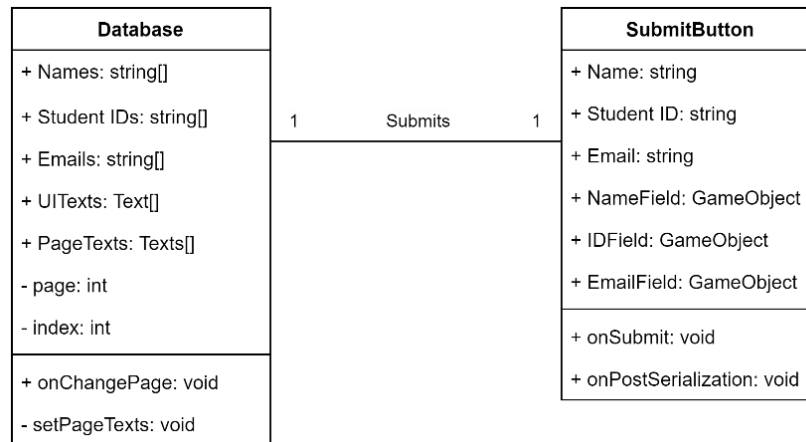 Database
+ Names: string[]
+ Student IDs: string[]
+ Emails: string[]
+ UITexts: Text[]
+ PageTexts: Texts[]
- page: int
- index: int
+ onChangePage: void
- setPageTexts: void
1 Submits 1
SubmitButton
+ Name: string
+ Student ID: string
+ Email: string
+ NameField: GameObject
+ IDField: GameObject
+ EmailField: GameObject
+ onSubmit: void
+ onPostSerialization: void